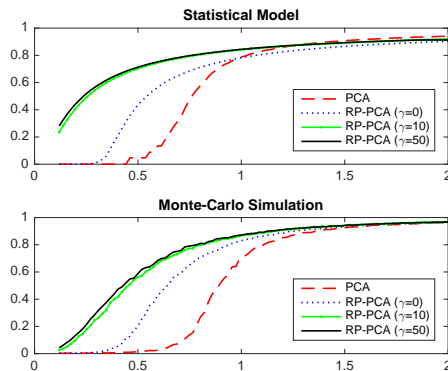 Statistical Model
1
0.8
0.6
0.4
0.2
0
0 0.5 1 1.5 2
PCA
RP-PCA (γ=0)
RP-PCA (γ=10)
RP-PCA (γ=50)
Monte-Carlo Simulation
1
0.8
0.6
0.4
0.2
0
0 0.5 1 1.5 2
PCA
RP-PCA (γ=0)
RP-PCA (γ=10)
RP-PCA (γ=50)